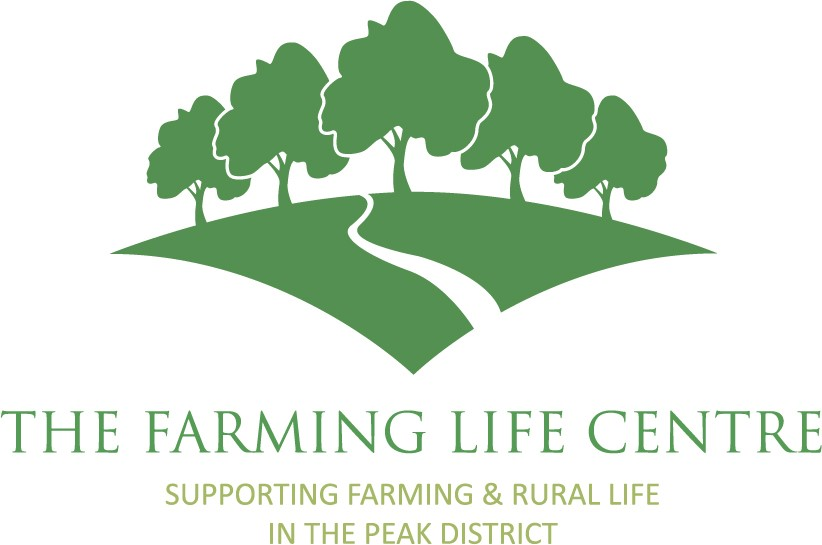 THE FARMING LIFE CENTRE
SUPPORTING FARMING & RURAL LIFE
IN THE PEAK DISTRICT